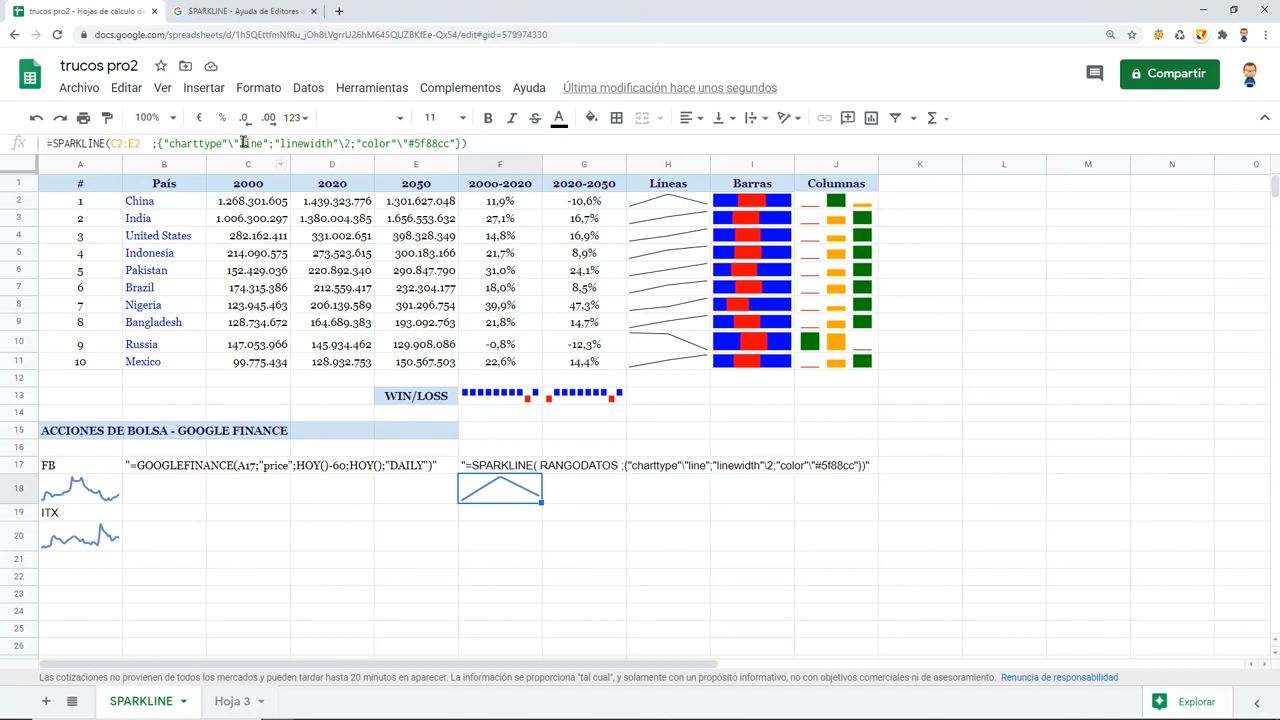 trucos pro2 - Hojas de cálculo de
SPARKLINE - Ayuda de Editores d
docs.google.com/spreadsheets/d/1h5QEttfmNfRu_jOh8LVgrrU26hM645QUZBKfEe-Qx54/edit#gid=579974330
trucos pro2
Archivo Editar Ver Insertar Formato Datos Herramientas Complementos Ayuda Última modificación hace unos segundos
Compartir
100% € % .0 .00 123 11 B I S A Σ
fx =SPARKLINE(C2:E2 ;{"charttype"\"line";"linewidth"\2;"color"\"#5f88cc"})
A B C D E F G H I J K L M N O
1 # País 2000 2020 2050 2000-2020 2020-2050 Líneas Barras Columnas
2 1 China 1.268.301.605 1.439.323.776 1.301.627.048 11,9% -10,6%
3 2 India 1.006.300.297 1.380.004.385 1.656.553.632 27,1% 16,7%
4 3 United States 282.162.411 331.002.651 398.328.349 14,8% 16,9%
5 4 Indonesia 214.090.575 273.523.615 300.183.166 21,7% 8,9%
6 5 Pakistan 152.429.036 220.892.340 290.847.790 31,0% 24,1%
7 6 Brazil 174.315.386 212.559.417 232.304.177 18,0% 8,5%
8 7 Nigeria 123.945.463 206.139.589 391.296.754 39,9% 47,3%
9 8 Bangladesh 128.734.672 164.689.383 193.092.763 21,8% 14,7%
10 9 Russia 147.053.966 145.934.462 129.908.086 -0,8% -12,3%
11 10 Mexico 99.775.434 128.932.753 150.567.503 22,6% 14,4%
12
13 WIN/LOSS
14
15 ACCIONES DE BOLSA - GOOGLE FINANCE
16
17 FB "=GOOGLEFINANCE(A17;"price";HOY()-60;HOY();"DAILY")" "=SPARKLINE( RANGODATOS ;{"charttype"\"line";"linewidth"\2;"color"\"#5f88cc"})"
18
19 ITX
20
21
22
23
24
25
26
Las cotizaciones no provienen de todos los mercados y pueden tardar hasta 20 minutos en aparecer. La información se proporciona "tal cual", y solamente con un propósito informativo, no con objetivos comerciales ni de asesoramiento. Renuncia de responsabilidad
SPARKLINE Hoja 3 Explorar